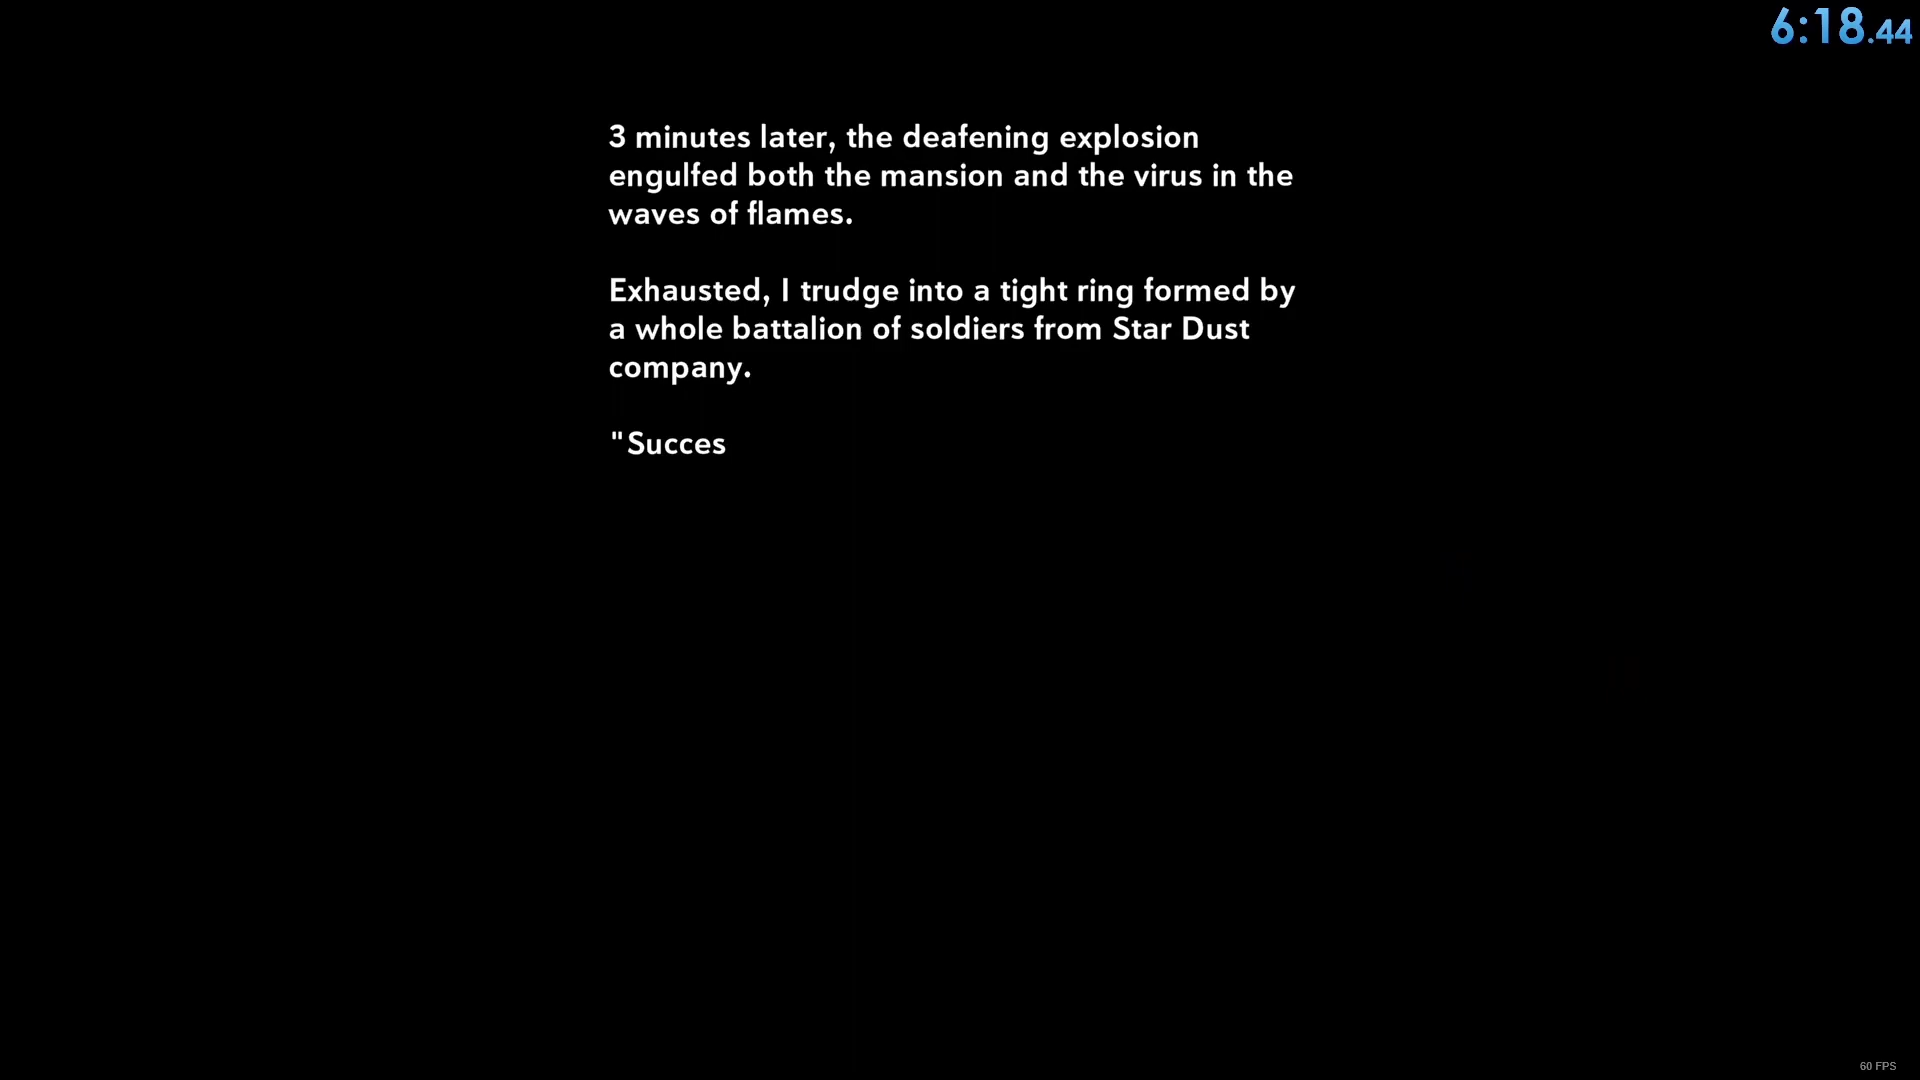 6:18.44
3 minutes later, the deafening explosion
engulfed both the mansion and the virus in the
waves of flames.
Exhausted, I trudge into a tight ring formed by
a whole battalion of soldiers from Star Dust
company.
"Succes
60 FPS